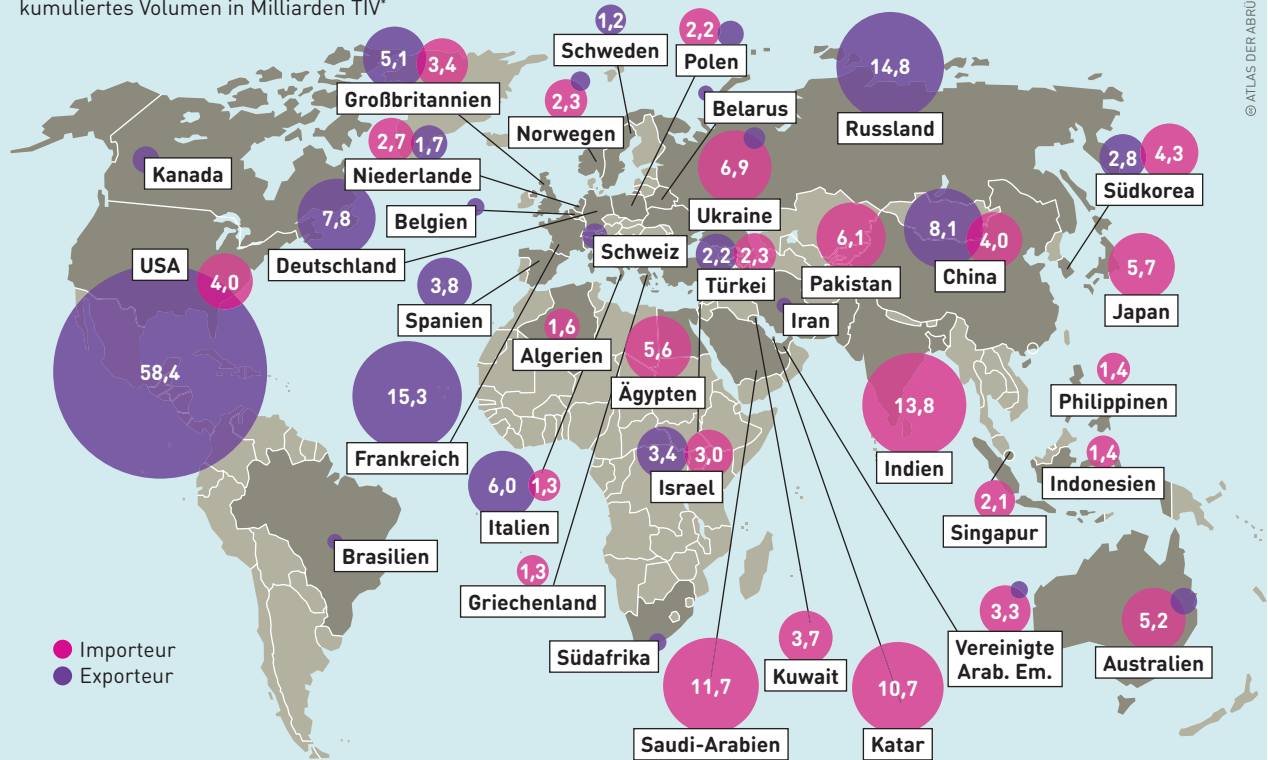 kumuliertes Volumen in Milliarden TIV*
© ATLAS DER ABRÜ
1,2
Schweden
2,2
Polen
5,1
3,4
Großbritannien
14,8
Russland
2,3
Norwegen
Belarus
2,7
1,7
Niederlande
Kanada
6,9
Ukraine
2,8
4,3
Südkorea
7,8
Deutschland
Belgien
Schweiz
2,2
2,3
Türkei
6,1
Pakistan
8,1
4,0
China
5,7
Japan
USA
4,0
58,4
3,8
Spanien
1,6
Algerien
5,6
Ägypten
Iran
15,3
Frankreich
13,8
Indien
1,4
Philippinen
1,4
Indonesien
2,1
Singapur
6,0
1,3
Italien
3,4
3,0
Israel
Brasilien
1,3
Griechenland
Südafrika
11,7
Saudi-Arabien
3,7
Kuwait
10,7
Katar
3,3
Vereinigte
Arab. Em.
5,2
Australien
Importeur
Exporteur